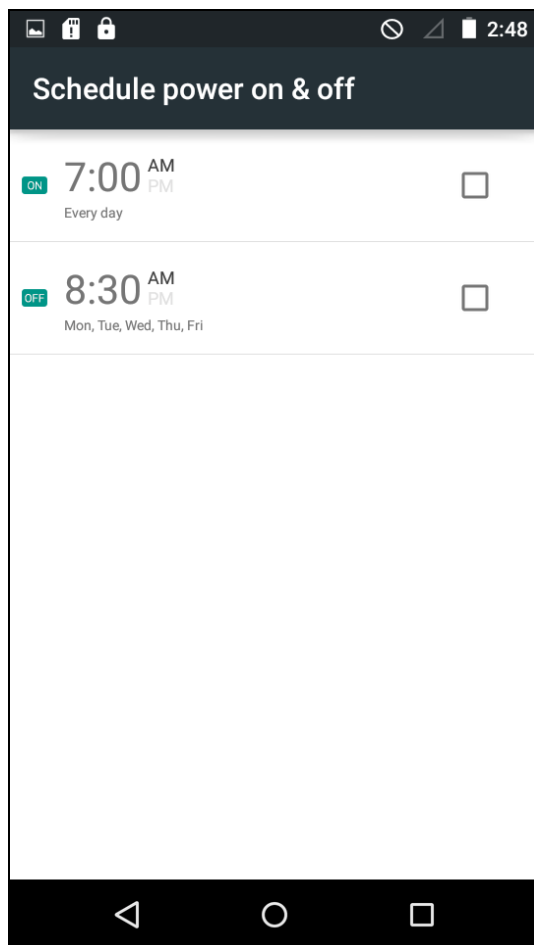 2:48
Schedule power on & off
ON 7:00 AM
PM
Every day
OFF 8:30 AM
PM
Mon, Tue, Wed, Thu, Fri